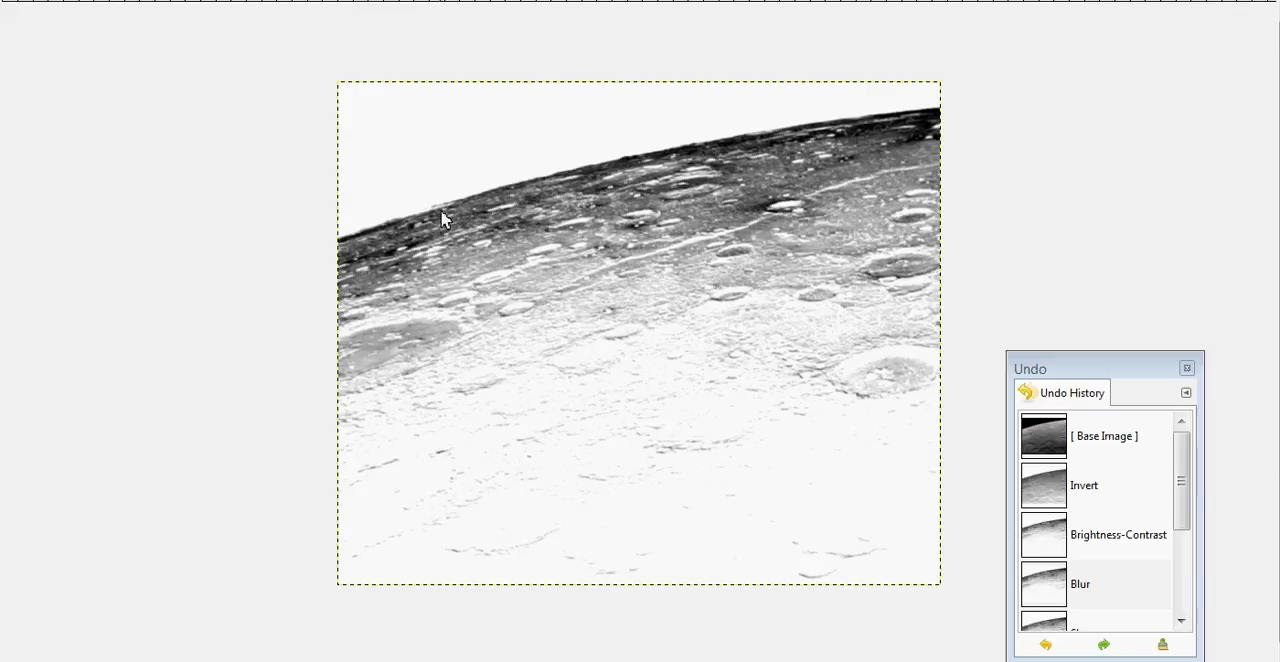 Undo
Undo History
[ Base Image ]
Invert
Brightness-Contrast
Blur